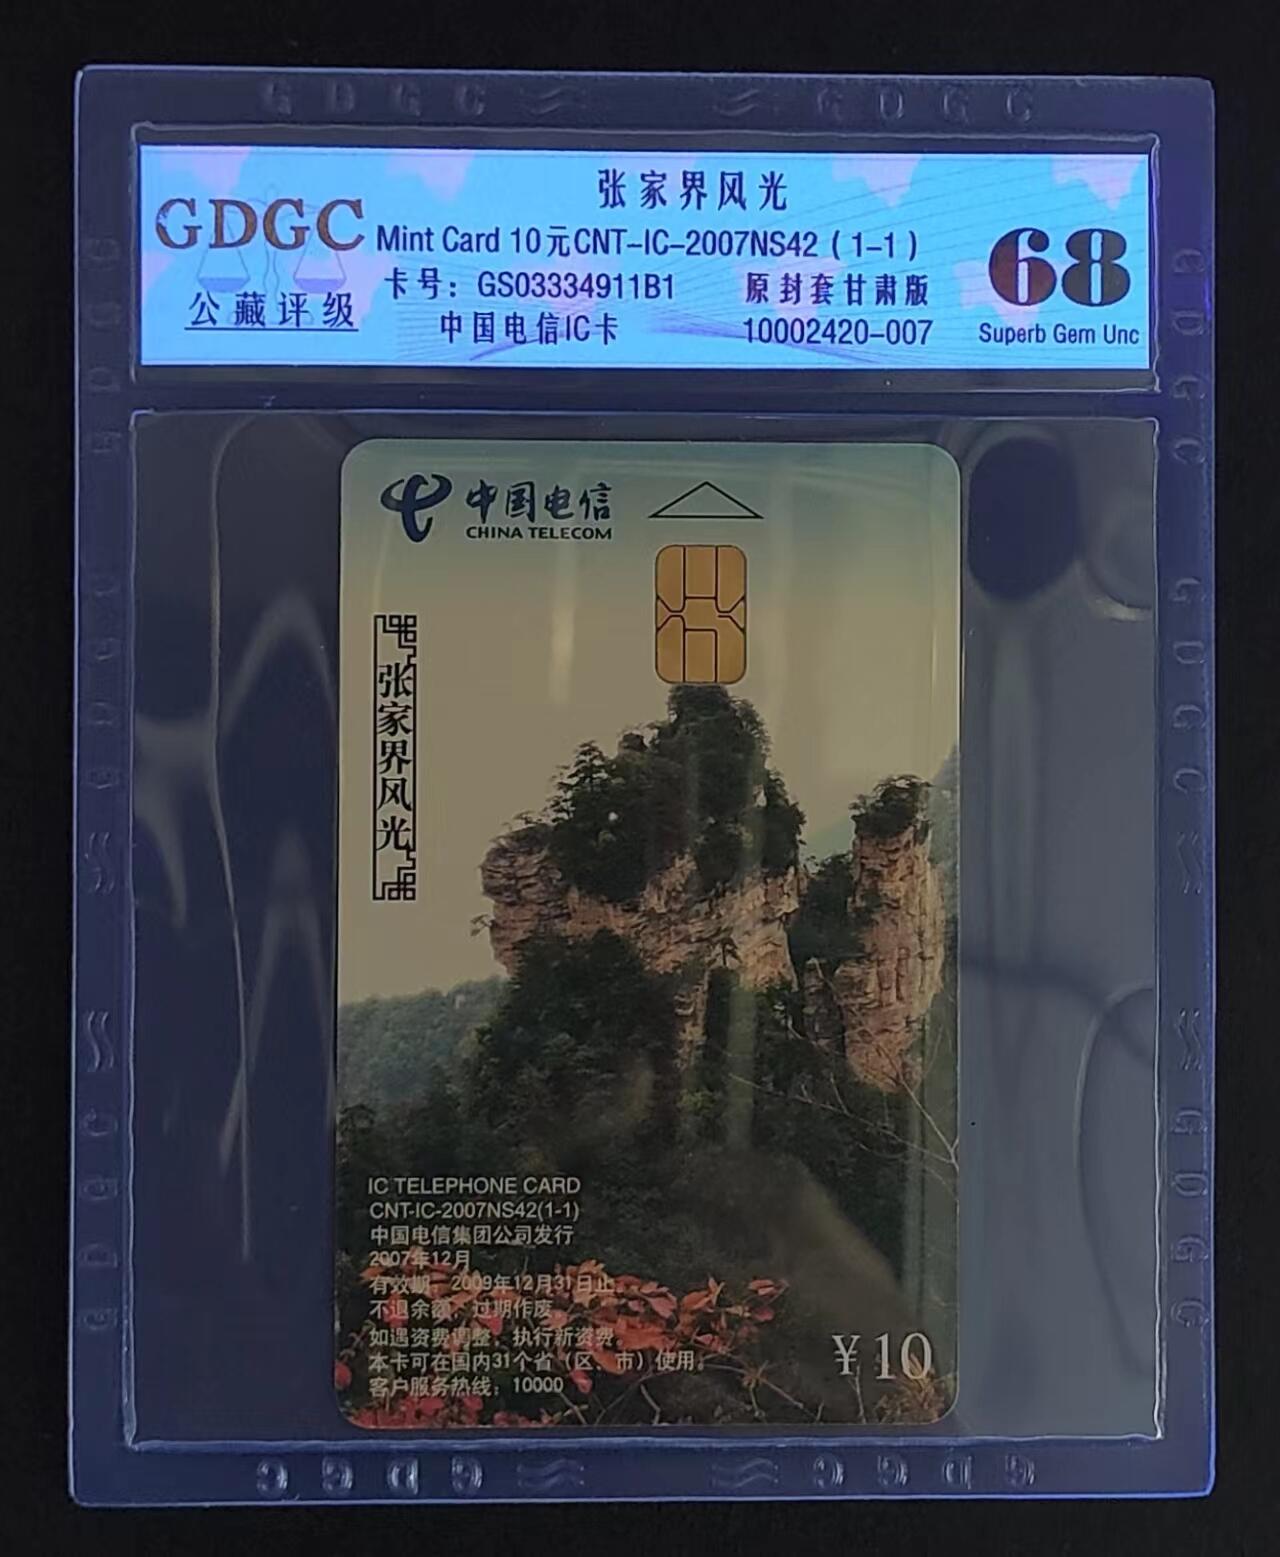 张家界风光
GDGC
公藏评级
Mint Card 10元CNT-IC-2007NS42（1-1）
卡号：GS03334911B1 原封套甘肃版
中国电信IC卡 10002420-007
68
Superb Gem Unc
中国电信
CHINA TELECOM
张家界风光
IC TELEPHONE CARD
CNT-IC-2007NS42(1-1)
中国电信集团公司发行
2007年12月
有效期：2009年12月31日止
不退余额，过期作废
如遇资费调整，执行新资费。
本卡可在国内31个省（区、市）使用。
客户服务热线：10000
¥10